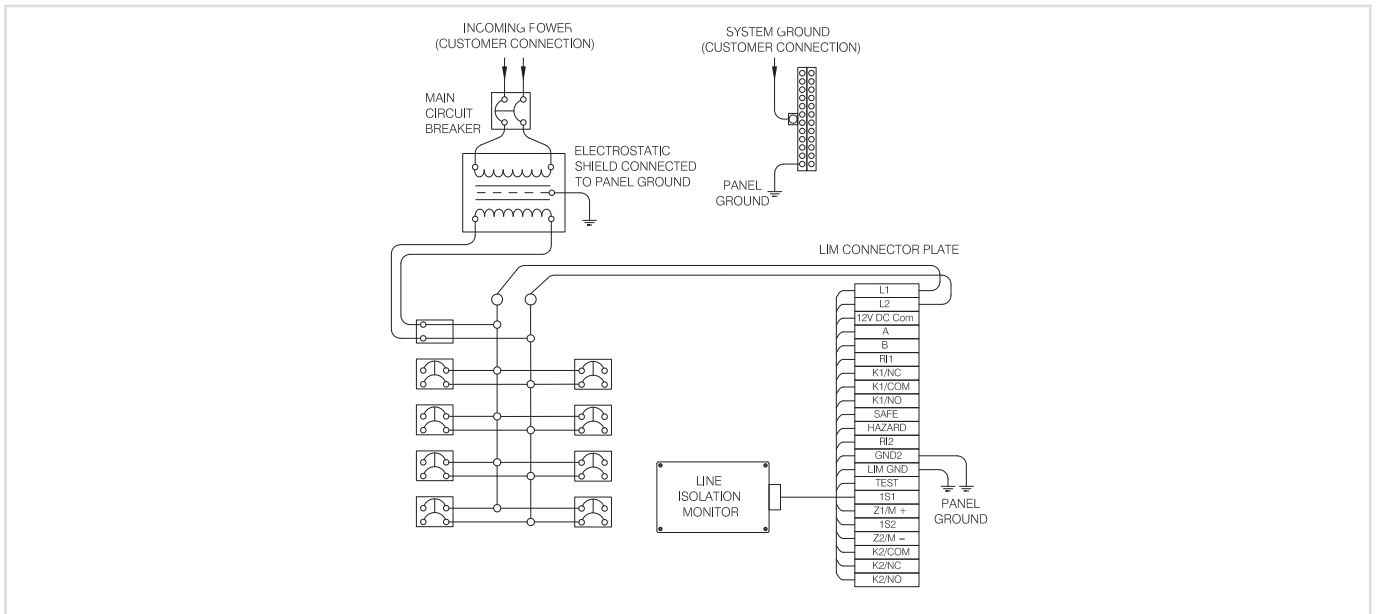 INCOMING POWER
(CUSTOMER CONNECTION)
SYSTEM GROUND
(CUSTOMER CONNECTION)
MAIN
CIRCUIT
BREAKER
ELECTROSTATIC
SHIELD CONNECTED
TO PANEL GROUND
PANEL
GROUND
LIM CONNECTOR PLATE
L1
L2
12V DC Com
A
B
RI1
K1/NC
K1/COM
K1/NO
SAFE
HAZARD
RI2
GND2
LIM GND
TEST
1S1
Z1/M +
1S2
Z2/M –
K2/COM
K2/NC
K2/NO
PANEL
GROUND
LINE
ISOLATION
MONITOR